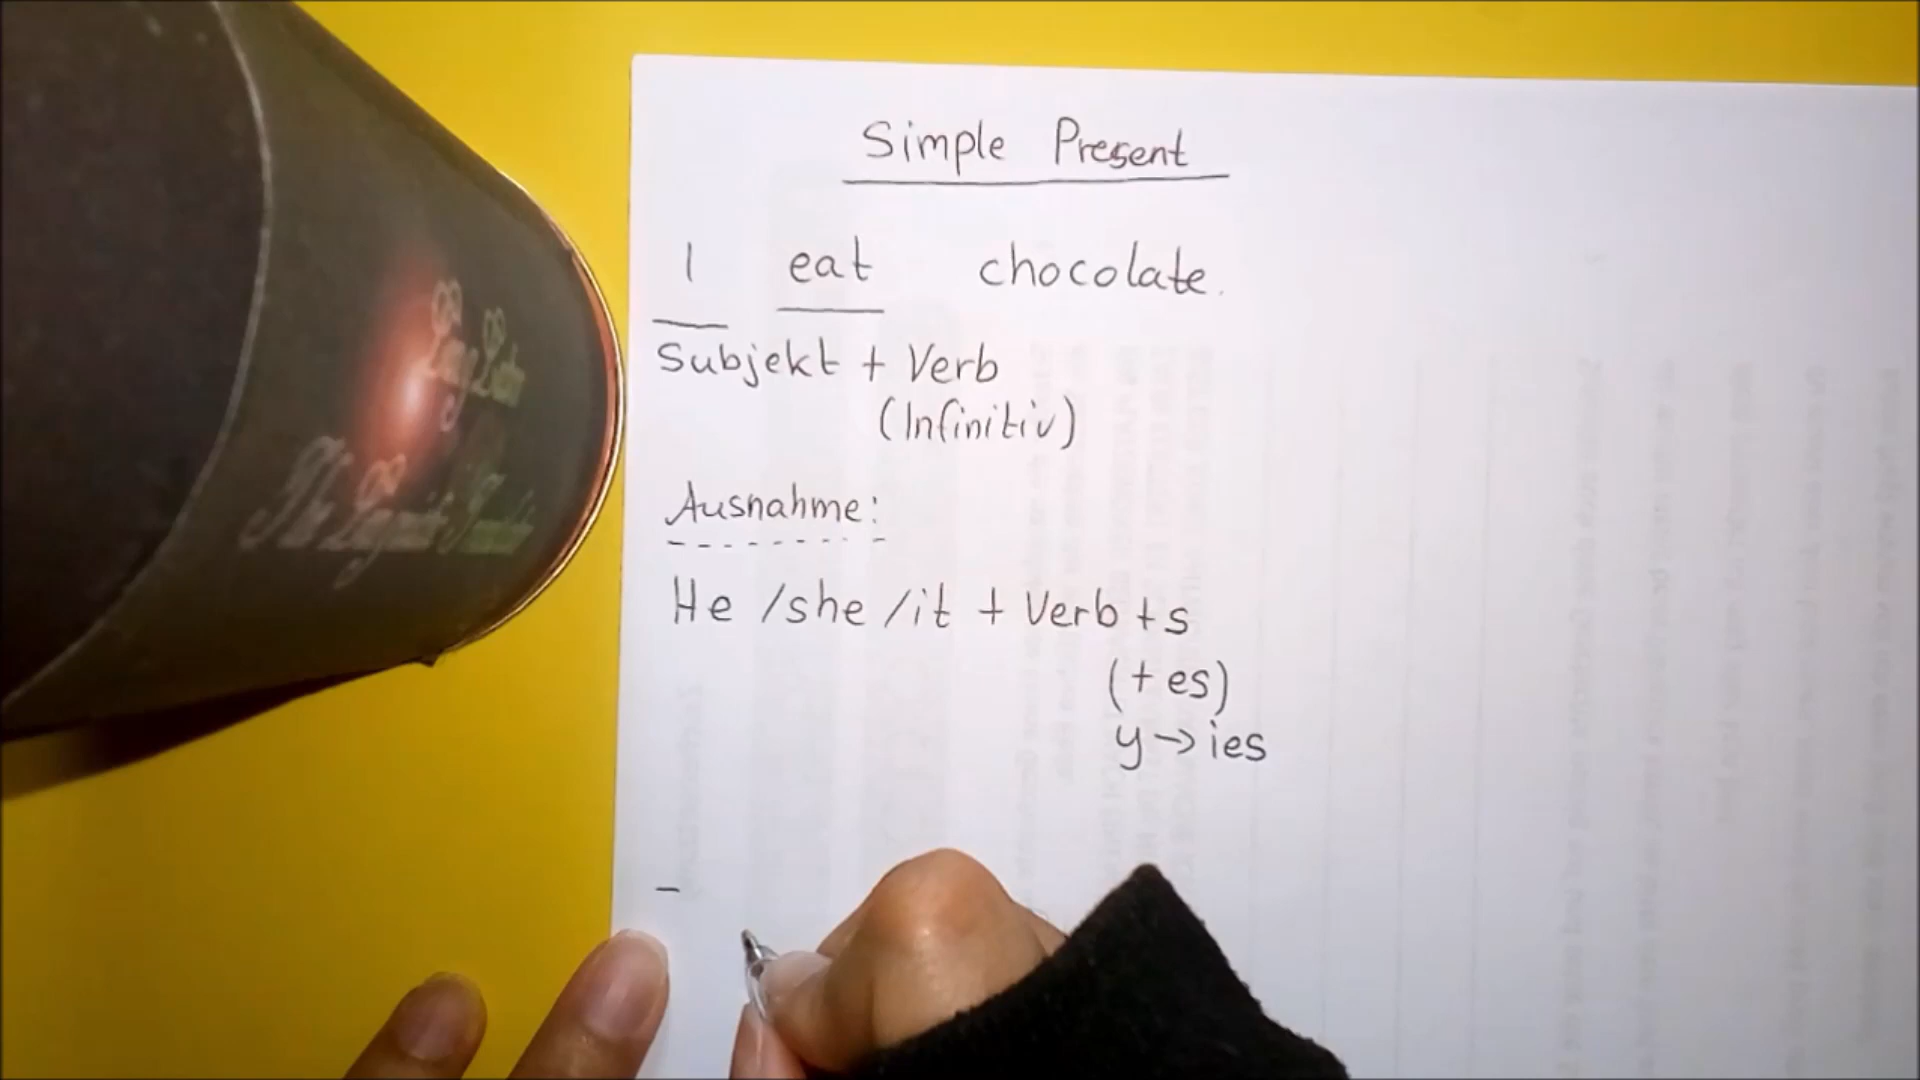 Simple Present
I eat chocolate.
Subjekt + Verb
(Infinitiv)
Ausnahme:
He /she /it + Verb +s
(+ es)
y → ies
-